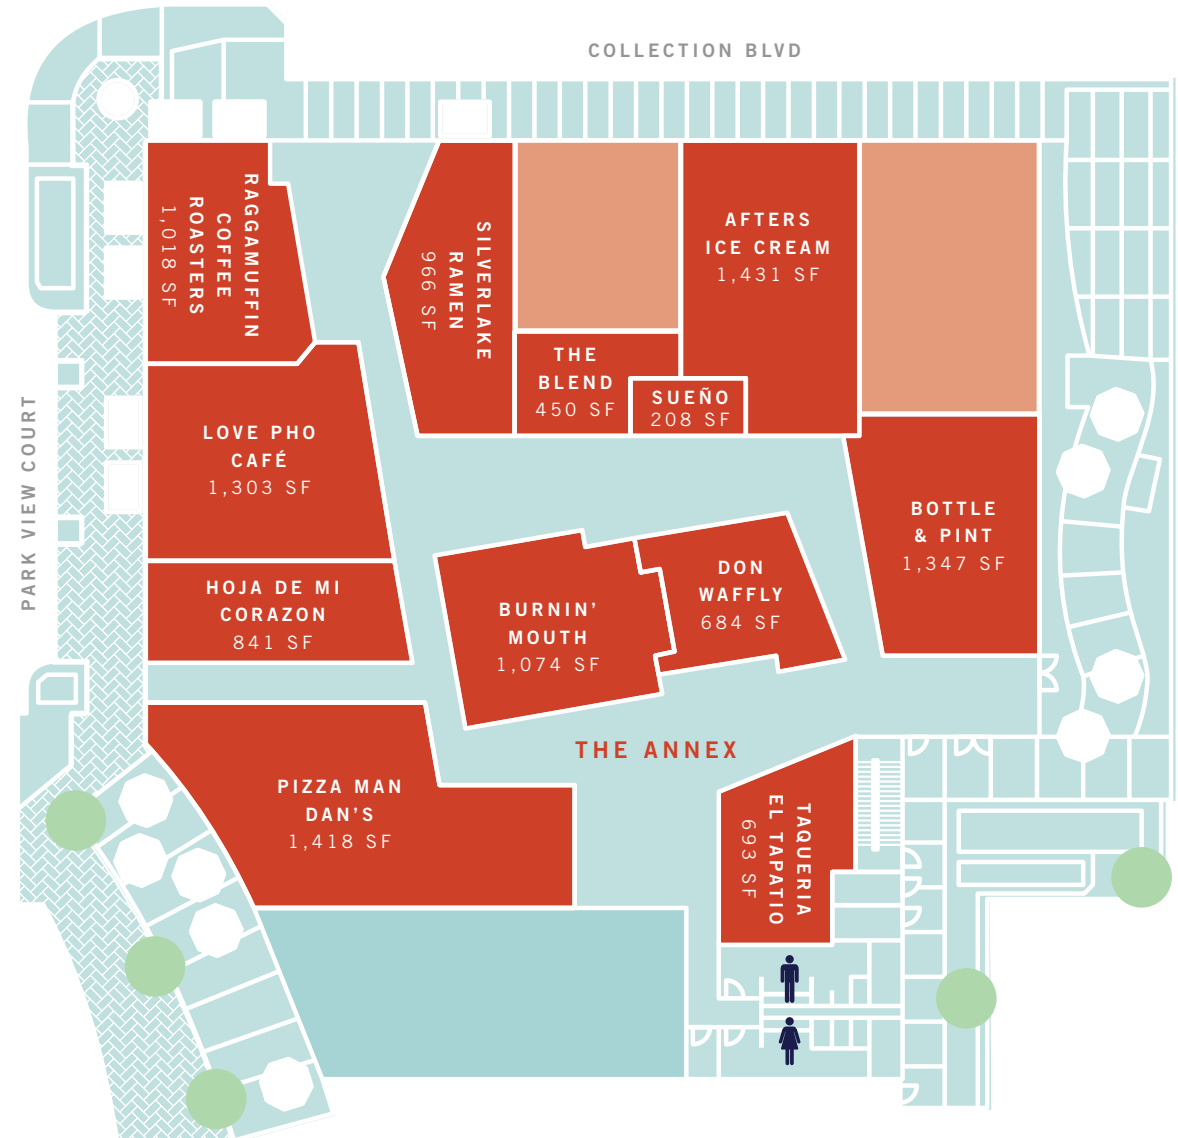 COLLECTION BLVD
PARK VIEW COURT
RAGGAMUFFIN
COFFEE
ROASTERS
1,018 SF
SILVERLAKE
RAMEN
966 SF
AFTERS
ICE CREAM
1,431 SF
THE
BLEND
450 SF
SUEÑO
208 SF
LOVE PHO
CAFÉ
1,303 SF
BOTTLE
& PINT
1,347 SF
HOJA DE MI
CORAZON
841 SF
BURNIN’
MOUTH
1,074 SF
DON
WAFFLY
684 SF
THE ANNEX
PIZZA MAN
DAN’S
1,418 SF
TAQUERIA
EL TAPATIO
693 SF